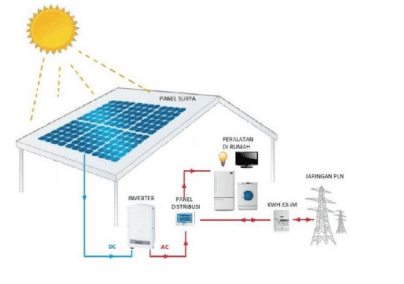 PANEL SURYA
PERALATAN
DI RUMAH
INVERTER
PANEL
DISTRIBUSI
JARINGAN PLN
KWH EX-IM
DC
AC